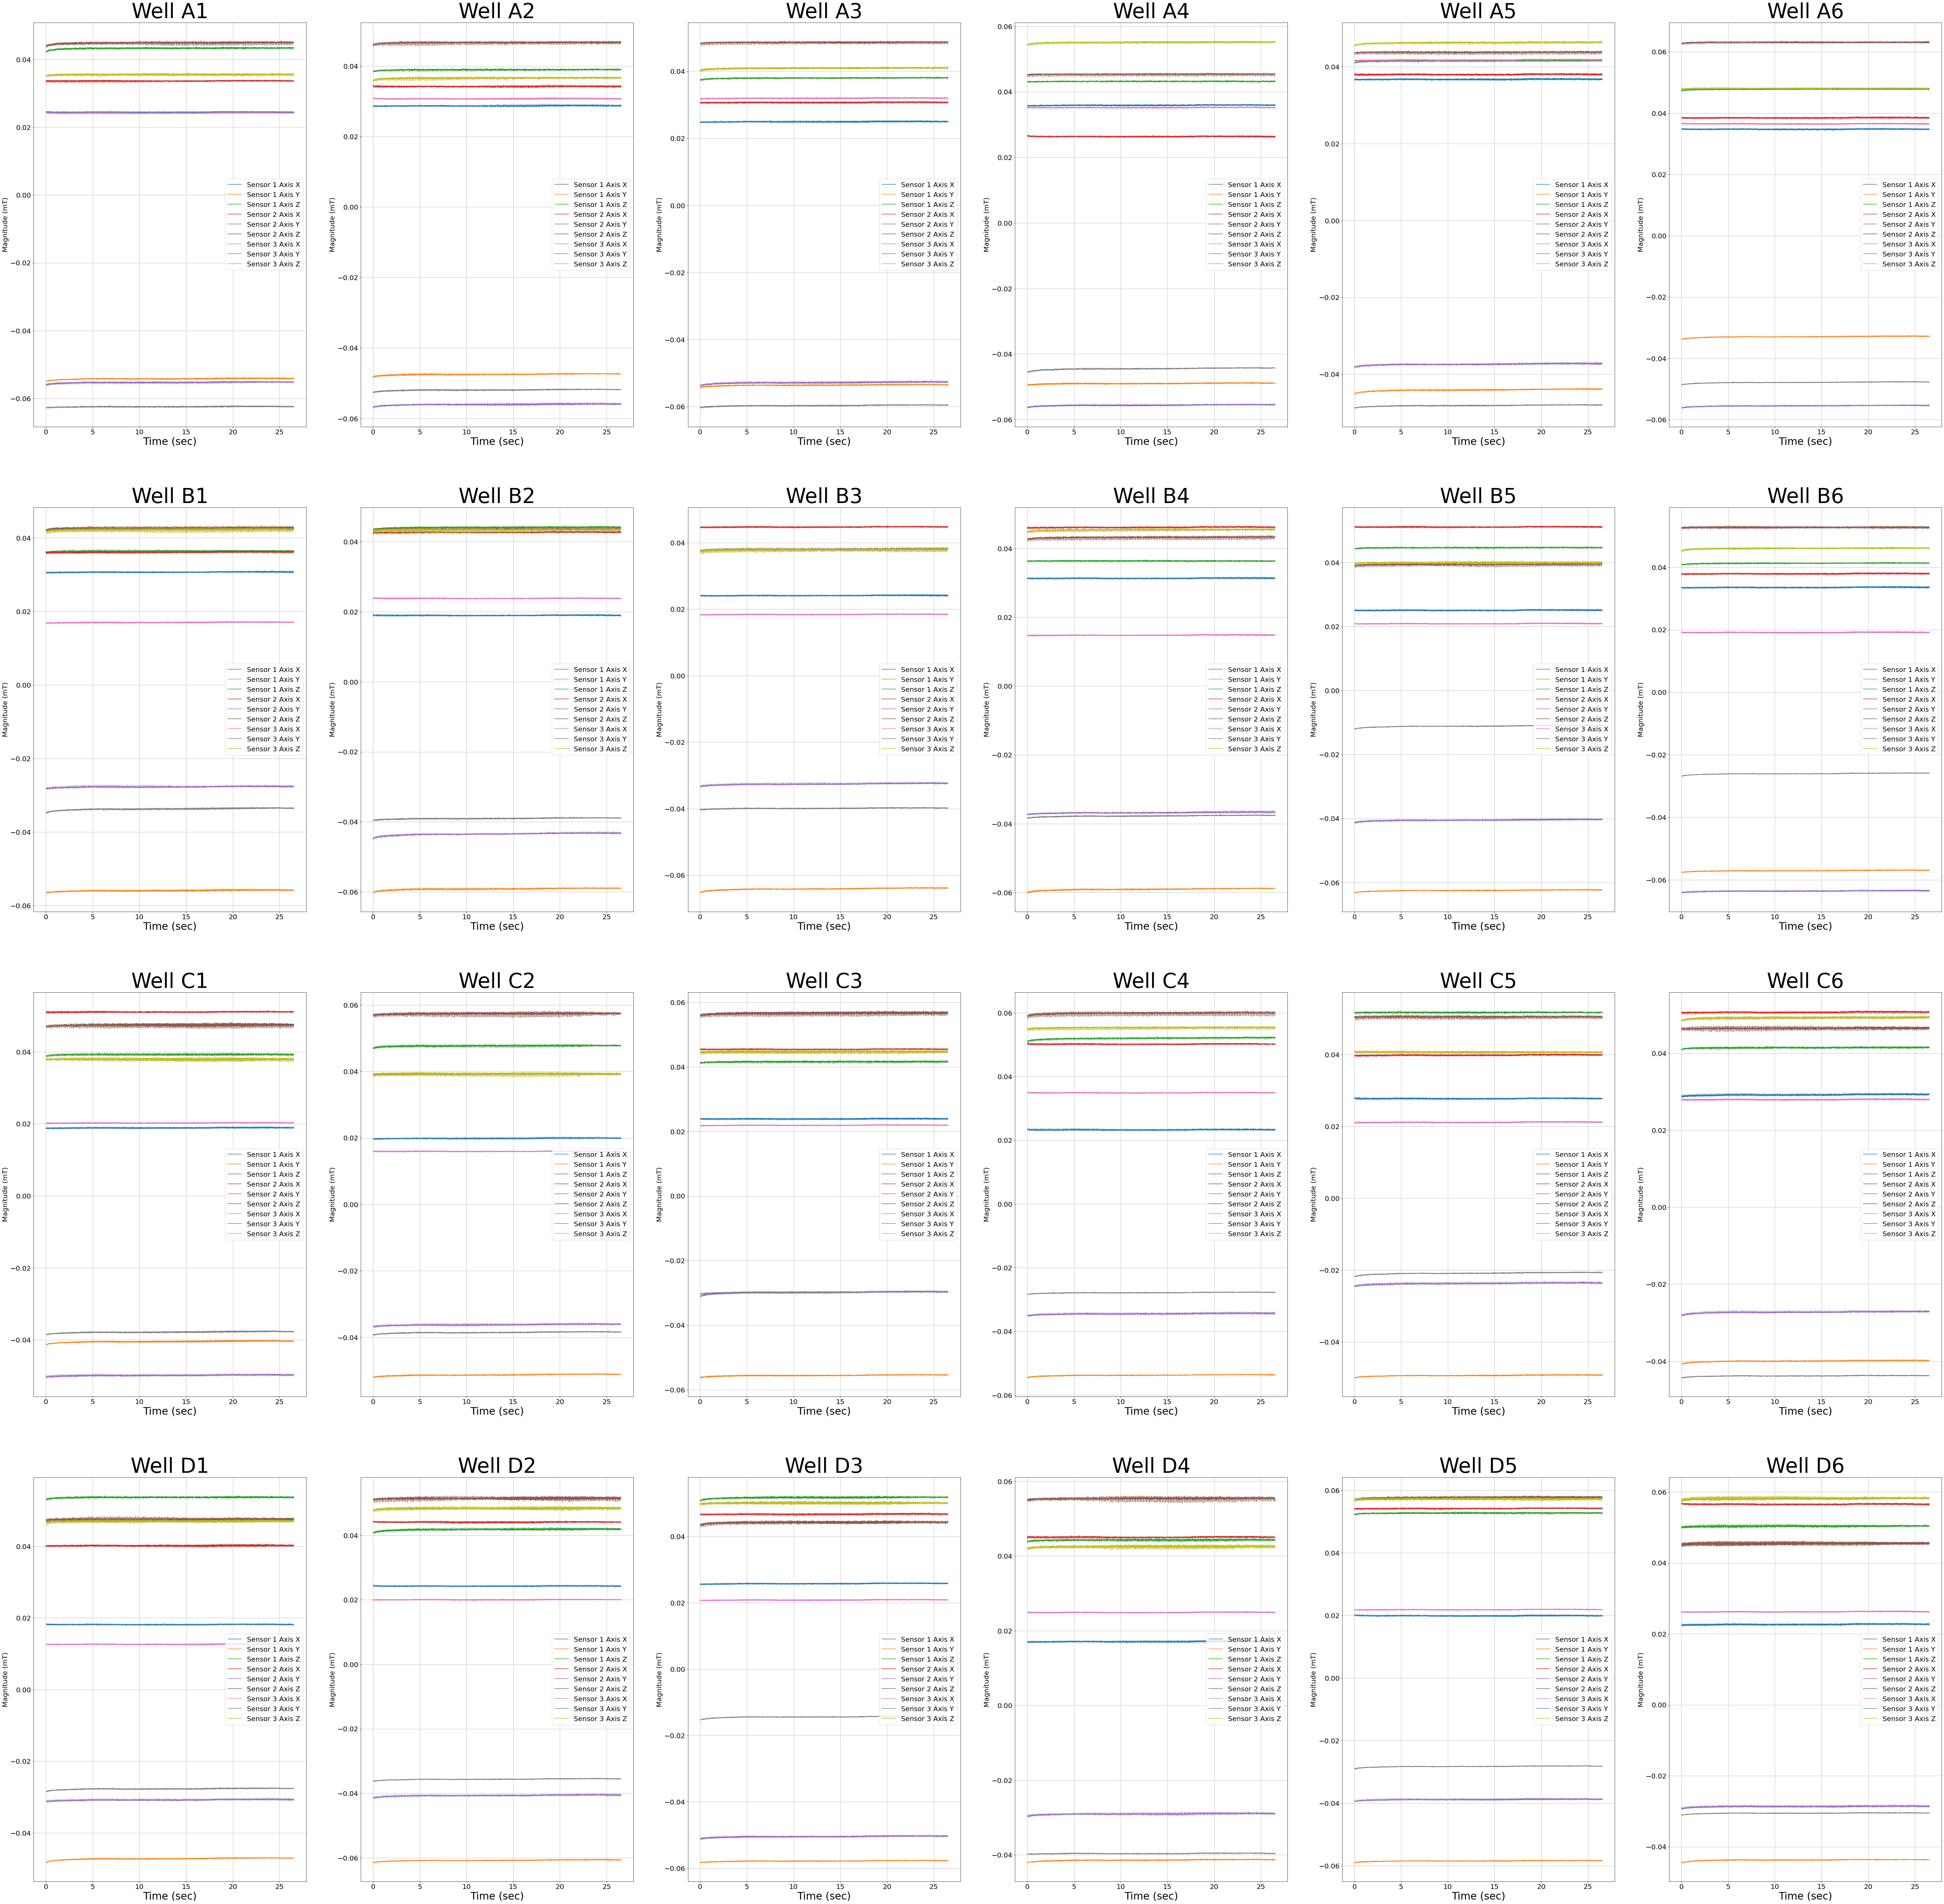 Well A1
0.04
0.02
0.00
−0.02
−0.04
−0.06
Magnitude (mT)
Sensor 1 Axis X
Sensor 1 Axis Y
Sensor 1 Axis Z
Sensor 2 Axis X
Sensor 2 Axis Y
Sensor 2 Axis Z
Sensor 3 Axis X
Sensor 3 Axis Y
Sensor 3 Axis Z
0 5 10 15 20 25
Time (sec)
Well A2
0.04
0.02
0.00
−0.02
−0.04
−0.06
Magnitude (mT)
Sensor 1 Axis X
Sensor 1 Axis Y
Sensor 1 Axis Z
Sensor 2 Axis X
Sensor 2 Axis Y
Sensor 2 Axis Z
Sensor 3 Axis X
Sensor 3 Axis Y
Sensor 3 Axis Z
0 5 10 15 20 25
Time (sec)
Well A3
0.04
0.02
0.00
−0.02
−0.04
−0.06
Magnitude (mT)
Sensor 1 Axis X
Sensor 1 Axis Y
Sensor 1 Axis Z
Sensor 2 Axis X
Sensor 2 Axis Y
Sensor 2 Axis Z
Sensor 3 Axis X
Sensor 3 Axis Y
Sensor 3 Axis Z
0 5 10 15 20 25
Time (sec)
Well A4
0.06
0.04
0.02
0.00
−0.02
−0.04
−0.06
Magnitude (mT)
Sensor 1 Axis X
Sensor 1 Axis Y
Sensor 1 Axis Z
Sensor 2 Axis X
Sensor 2 Axis Y
Sensor 2 Axis Z
Sensor 3 Axis X
Sensor 3 Axis Y
Sensor 3 Axis Z
0 5 10 15 20 25
Time (sec)
Well A5
0.04
0.02
0.00
−0.02
−0.04
Magnitude (mT)
Sensor 1 Axis X
Sensor 1 Axis Y
Sensor 1 Axis Z
Sensor 2 Axis X
Sensor 2 Axis Y
Sensor 2 Axis Z
Sensor 3 Axis X
Sensor 3 Axis Y
Sensor 3 Axis Z
0 5 10 15 20 25
Time (sec)
Well A6
0.06
0.04
0.02
0.00
−0.02
−0.04
−0.06
Magnitude (mT)
Sensor 1 Axis X
Sensor 1 Axis Y
Sensor 1 Axis Z
Sensor 2 Axis X
Sensor 2 Axis Y
Sensor 2 Axis Z
Sensor 3 Axis X
Sensor 3 Axis Y
Sensor 3 Axis Z
0 5 10 15 20 25
Time (sec)
Well B1
0.04
0.02
0.00
−0.02
−0.04
−0.06
Magnitude (mT)
Sensor 1 Axis X
Sensor 1 Axis Y
Sensor 1 Axis Z
Sensor 2 Axis X
Sensor 2 Axis Y
Sensor 2 Axis Z
Sensor 3 Axis X
Sensor 3 Axis Y
Sensor 3 Axis Z
0 5 10 15 20 25
Time (sec)
Well B2
0.04
0.02
0.00
−0.02
−0.04
−0.06
Magnitude (mT)
Sensor 1 Axis X
Sensor 1 Axis Y
Sensor 1 Axis Z
Sensor 2 Axis X
Sensor 2 Axis Y
Sensor 2 Axis Z
Sensor 3 Axis X
Sensor 3 Axis Y
Sensor 3 Axis Z
0 5 10 15 20 25
Time (sec)
Well B3
0.04
0.02
0.00
−0.02
−0.04
−0.06
Magnitude (mT)
Sensor 1 Axis X
Sensor 1 Axis Y
Sensor 1 Axis Z
Sensor 2 Axis X
Sensor 2 Axis Y
Sensor 2 Axis Z
Sensor 3 Axis X
Sensor 3 Axis Y
Sensor 3 Axis Z
0 5 10 15 20 25
Time (sec)
Well B4
0.04
0.02
0.00
−0.02
−0.04
−0.06
Magnitude (mT)
Sensor 1 Axis X
Sensor 1 Axis Y
Sensor 1 Axis Z
Sensor 2 Axis X
Sensor 2 Axis Y
Sensor 2 Axis Z
Sensor 3 Axis X
Sensor 3 Axis Y
Sensor 3 Axis Z
0 5 10 15 20 25
Time (sec)
Well B5
0.04
0.02
0.00
−0.02
−0.04
−0.06
Magnitude (mT)
Sensor 1 Axis X
Sensor 1 Axis Y
Sensor 1 Axis Z
Sensor 2 Axis X
Sensor 2 Axis Y
Sensor 2 Axis Z
Sensor 3 Axis X
Sensor 3 Axis Y
Sensor 3 Axis Z
0 5 10 15 20 25
Time (sec)
Well B6
0.04
0.02
0.00
−0.02
−0.04
−0.06
Magnitude (mT)
Sensor 1 Axis X
Sensor 1 Axis Y
Sensor 1 Axis Z
Sensor 2 Axis X
Sensor 2 Axis Y
Sensor 2 Axis Z
Sensor 3 Axis X
Sensor 3 Axis Y
Sensor 3 Axis Z
0 5 10 15 20 25
Time (sec)
Well C1
0.04
0.02
0.00
−0.02
−0.04
Magnitude (mT)
Sensor 1 Axis X
Sensor 1 Axis Y
Sensor 1 Axis Z
Sensor 2 Axis X
Sensor 2 Axis Y
Sensor 2 Axis Z
Sensor 3 Axis X
Sensor 3 Axis Y
Sensor 3 Axis Z
0 5 10 15 20 25
Time (sec)
Well C2
0.06
0.04
0.02
0.00
−0.02
−0.04
Magnitude (mT)
Sensor 1 Axis X
Sensor 1 Axis Y
Sensor 1 Axis Z
Sensor 2 Axis X
Sensor 2 Axis Y
Sensor 2 Axis Z
Sensor 3 Axis X
Sensor 3 Axis Y
Sensor 3 Axis Z
0 5 10 15 20 25
Time (sec)
Well C3
0.06
0.04
0.02
0.00
−0.02
−0.04
−0.06
Magnitude (mT)
Sensor 1 Axis X
Sensor 1 Axis Y
Sensor 1 Axis Z
Sensor 2 Axis X
Sensor 2 Axis Y
Sensor 2 Axis Z
Sensor 3 Axis X
Sensor 3 Axis Y
Sensor 3 Axis Z
0 5 10 15 20 25
Time (sec)
Well C4
0.06
0.04
0.02
0.00
−0.02
−0.04
−0.06
Magnitude (mT)
Sensor 1 Axis X
Sensor 1 Axis Y
Sensor 1 Axis Z
Sensor 2 Axis X
Sensor 2 Axis Y
Sensor 2 Axis Z
Sensor 3 Axis X
Sensor 3 Axis Y
Sensor 3 Axis Z
0 5 10 15 20 25
Time (sec)
Well C5
0.04
0.02
0.00
−0.02
−0.04
Magnitude (mT)
Sensor 1 Axis X
Sensor 1 Axis Y
Sensor 1 Axis Z
Sensor 2 Axis X
Sensor 2 Axis Y
Sensor 2 Axis Z
Sensor 3 Axis X
Sensor 3 Axis Y
Sensor 3 Axis Z
0 5 10 15 20 25
Time (sec)
Well C6
0.04
0.02
0.00
−0.02
−0.04
Magnitude (mT)
Sensor 1 Axis X
Sensor 1 Axis Y
Sensor 1 Axis Z
Sensor 2 Axis X
Sensor 2 Axis Y
Sensor 2 Axis Z
Sensor 3 Axis X
Sensor 3 Axis Y
Sensor 3 Axis Z
0 5 10 15 20 25
Time (sec)
Well D1
0.04
0.02
0.00
−0.02
−0.04
Magnitude (mT)
Sensor 1 Axis X
Sensor 1 Axis Y
Sensor 1 Axis Z
Sensor 2 Axis X
Sensor 2 Axis Y
Sensor 2 Axis Z
Sensor 3 Axis X
Sensor 3 Axis Y
Sensor 3 Axis Z
0 5 10 15 20 25
Time (sec)
Well D2
0.04
0.02
0.00
−0.02
−0.04
−0.06
Magnitude (mT)
Sensor 1 Axis X
Sensor 1 Axis Y
Sensor 1 Axis Z
Sensor 2 Axis X
Sensor 2 Axis Y
Sensor 2 Axis Z
Sensor 3 Axis X
Sensor 3 Axis Y
Sensor 3 Axis Z
0 5 10 15 20 25
Time (sec)
Well D3
0.04
0.02
0.00
−0.02
−0.04
−0.06
Magnitude (mT)
Sensor 1 Axis X
Sensor 1 Axis Y
Sensor 1 Axis Z
Sensor 2 Axis X
Sensor 2 Axis Y
Sensor 2 Axis Z
Sensor 3 Axis X
Sensor 3 Axis Y
Sensor 3 Axis Z
0 5 10 15 20 25
Time (sec)
Well D4
0.06
0.04
0.02
0.00
−0.02
−0.04
Magnitude (mT)
Sensor 1 Axis X
Sensor 1 Axis Y
Sensor 1 Axis Z
Sensor 2 Axis X
Sensor 2 Axis Y
Sensor 2 Axis Z
Sensor 3 Axis X
Sensor 3 Axis Y
Sensor 3 Axis Z
0 5 10 15 20 25
Time (sec)
Well D5
0.06
0.04
0.02
0.00
−0.02
−0.04
−0.06
Magnitude (mT)
Sensor 1 Axis X
Sensor 1 Axis Y
Sensor 1 Axis Z
Sensor 2 Axis X
Sensor 2 Axis Y
Sensor 2 Axis Z
Sensor 3 Axis X
Sensor 3 Axis Y
Sensor 3 Axis Z
0 5 10 15 20 25
Time (sec)
Well D6
0.06
0.04
0.02
0.00
−0.02
−0.04
Magnitude (mT)
Sensor 1 Axis X
Sensor 1 Axis Y
Sensor 1 Axis Z
Sensor 2 Axis X
Sensor 2 Axis Y
Sensor 2 Axis Z
Sensor 3 Axis X
Sensor 3 Axis Y
Sensor 3 Axis Z
0 5 10 15 20 25
Time (sec)